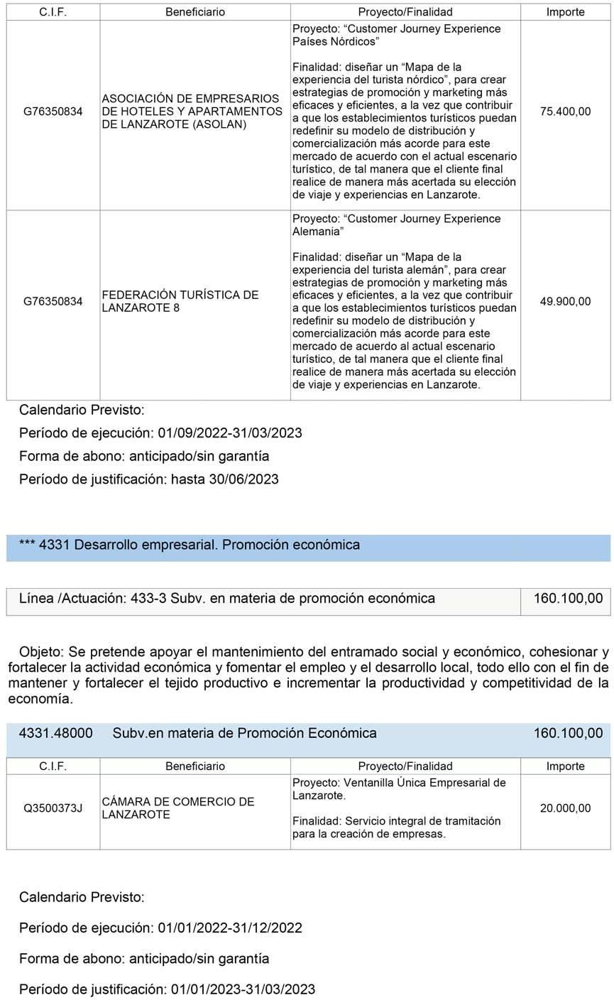 C.I.F. Beneficiario Proyecto/Finalidad Importe
G76350834
ASOCIACIÓN DE EMPRESARIOS
DE HOTELES Y APARTAMENTOS
DE LANZAROTE (ASOLAN)
Proyecto: “Customer Journey Experience
Países Nórdicos”
Finalidad: diseñar un “Mapa de la
experiencia del turista nórdico”, para crear
estrategias de promoción y marketing más
eficaces y eficientes, a la vez que contribuir
a que los establecimientos turísticos puedan
redefinir su modelo de distribución y
comercialización más acorde para este
mercado de acuerdo con el actual escenario
turístico, de tal manera que el cliente final
realice de manera más acertada su elección
de viaje y experiencias en Lanzarote.
75.400,00
G76350834
FEDERACIÓN TURÍSTICA DE
LANZAROTE 8
Proyecto: “Customer Journey Experience
Alemania”
Finalidad: diseñar un “Mapa de la
experiencia del turista alemán”, para crear
estrategias de promoción y marketing más
eficaces y eficientes, a la vez que contribuir
a que los establecimientos turísticos puedan
redefinir su modelo de distribución y
comercialización más acorde para este
mercado de acuerdo al actual escenario
turístico, de tal manera que el cliente final
realice de manera más acertada su elección
de viaje y experiencias en Lanzarote.
49.900,00
Calendario Previsto:
Período de ejecución: 01/09/2022-31/03/2023
Forma de abono: anticipado/sin garantía
Período de justificación: hasta 30/06/2023
*** 4331 Desarrollo empresarial. Promoción económica
Línea /Actuación: 433-3 Subv. en materia de promoción económica 160.100,00
Objeto: Se pretende apoyar el mantenimiento del entramado social y económico, cohesionar y
fortalecer la actividad económica y fomentar el empleo y el desarrollo local, todo ello con el fin de
mantener y fortalecer el tejido productivo e incrementar la productividad y competitividad de la
economía.
4331.48000 Subv.en materia de Promoción Económica 160.100,00
C.I.F. Beneficiario Proyecto/Finalidad Importe
Q3500373J
CÁMARA DE COMERCIO DE
LANZAROTE
Proyecto: Ventanilla Única Empresarial de
Lanzarote.
Finalidad: Servicio integral de tramitación
para la creación de empresas.
20.000,00
Calendario Previsto:
Período de ejecución: 01/01/2022-31/12/2022
Forma de abono: anticipado/sin garantía
Período de justificación: 01/01/2023-31/03/2023